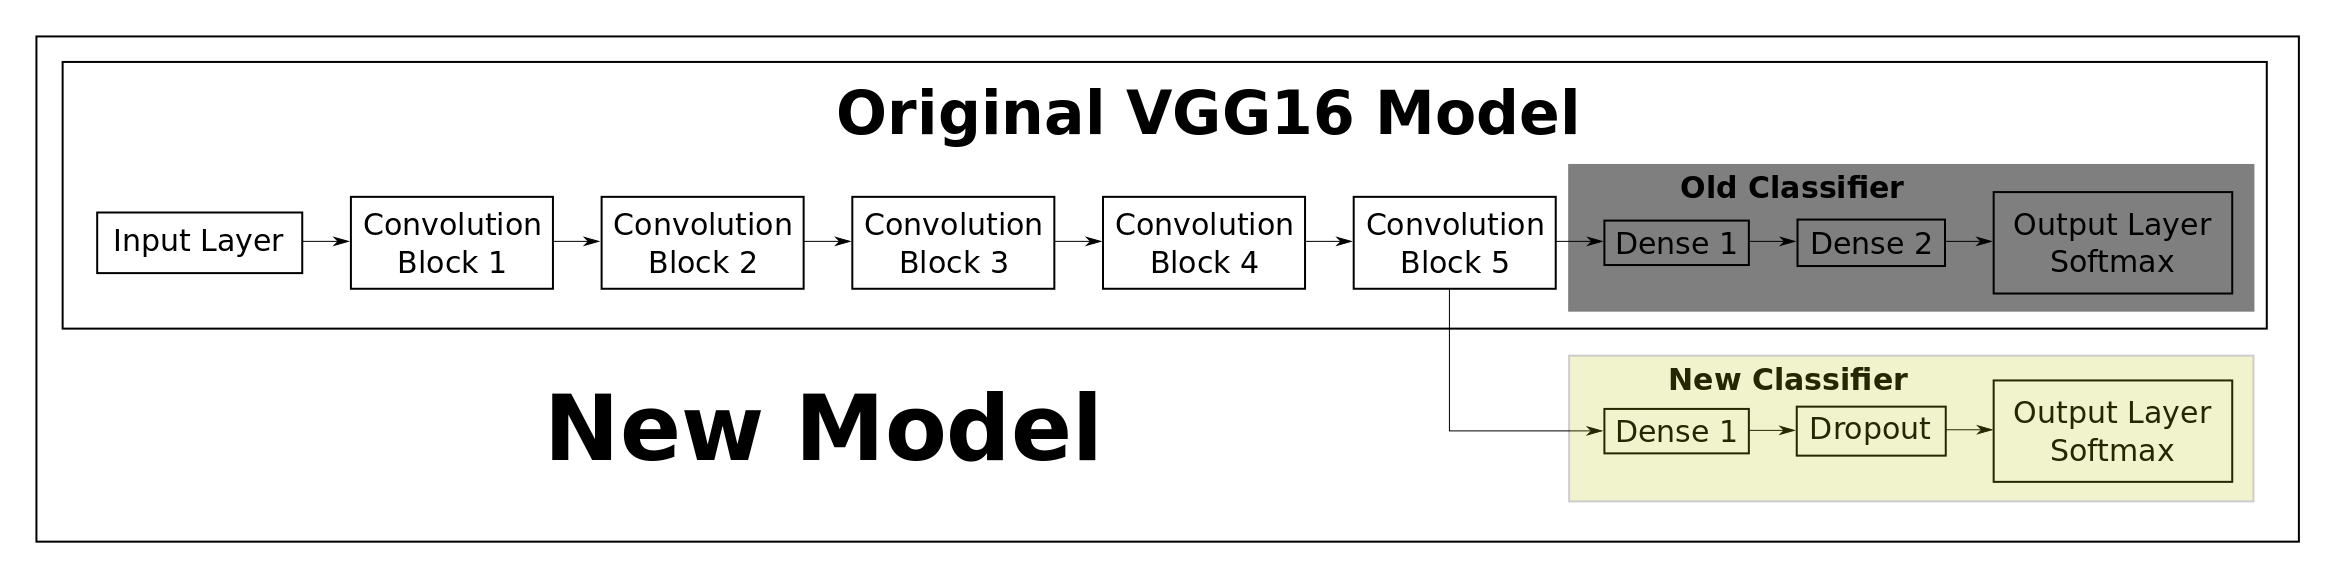 Original VGG16 Model
Input Layer
Convolution
Block 1
Convolution
Block 2
Convolution
Block 3
Convolution
Block 4
Convolution
Block 5
Old Classifier
Dense 1
Dense 2
Output Layer
Softmax
New Model
New Classifier
Dense 1
Dropout
Output Layer
Softmax